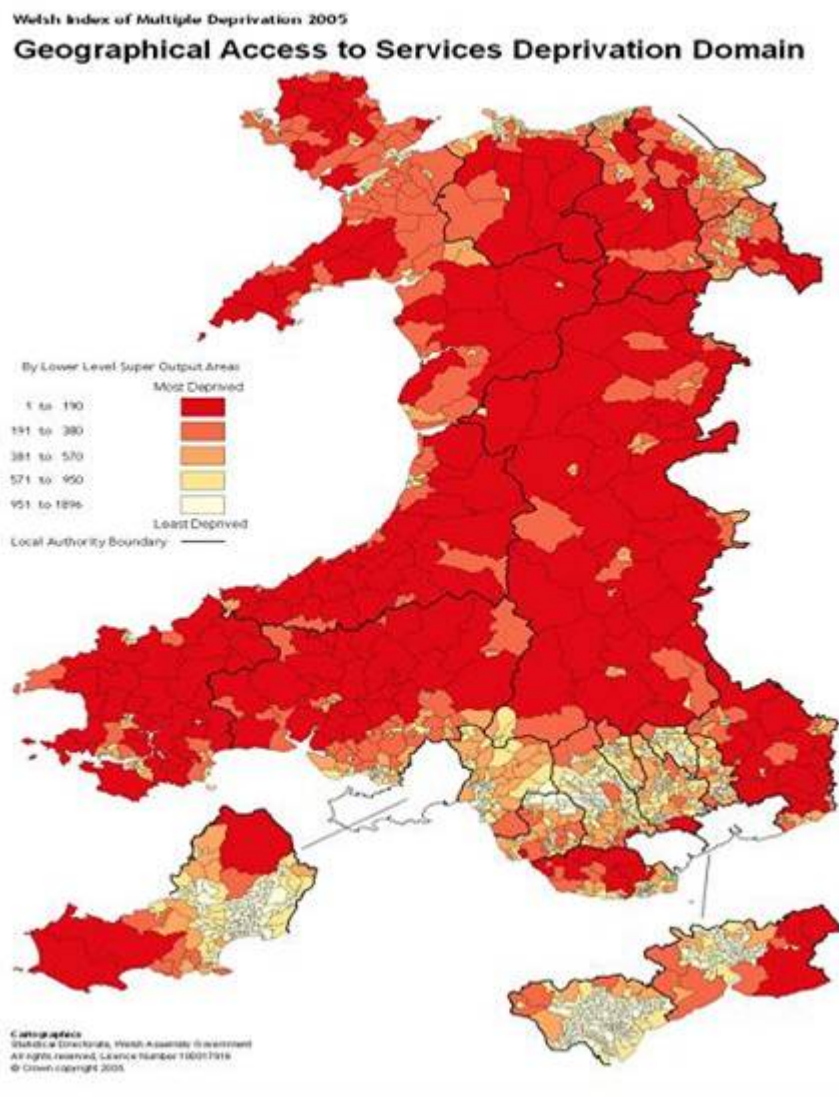 Welsh Index of Multiple Deprivation 2005
Geographical Access to Services Deprivation Domain
By Lower Level Super Output Areas
Most Deprived
1 to 190
191 to 380
381 to 570
571 to 950
951 to 1896
Least Deprived
Local Authority Boundary
Cartographics
Statistical Directorate, Welsh Assembly Government
All rights reserved, Licence Number 100017916
© Crown copyright 2005